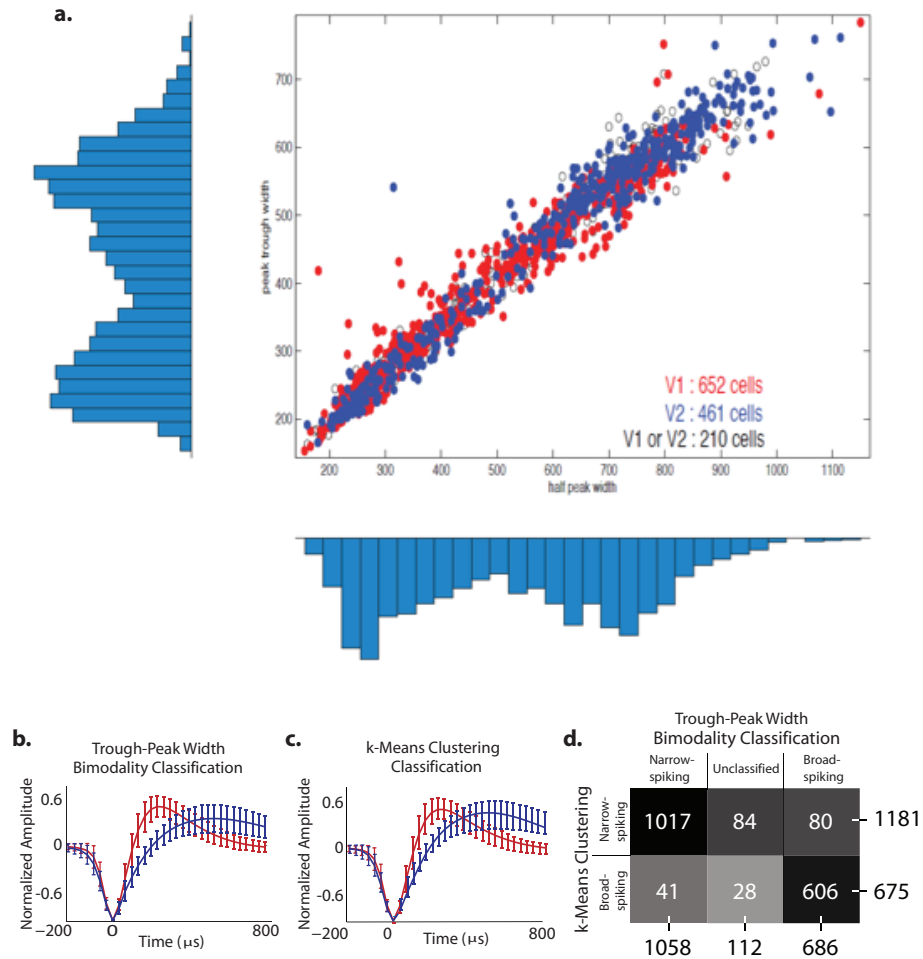 a.
700
600
500
400
300
200
peak trough width
V1 : 652 cells
V2 : 461 cells
V1 or V2 : 210 cells
200 300 400 500 600 700 800 900 1000 1100
half peak width
b.
Trough-Peak Width
Bimodality Classification
Normalized Amplitude
0.6
0
-0.6
−200 0 800
Time (μs)
c.
k-Means Clustering
Classification
Normalized Amplitude
0.6
0
-0.6
−200 0 800
Time (μs)
d.
Trough-Peak Width
Bimodality Classification
Narrow-
spiking
Unclassified
Broad-
spiking
k-Means Clustering
Narrow-
spiking
Broad-
spiking
1017 84 80 1181
41 28 606 675
1058 112 686